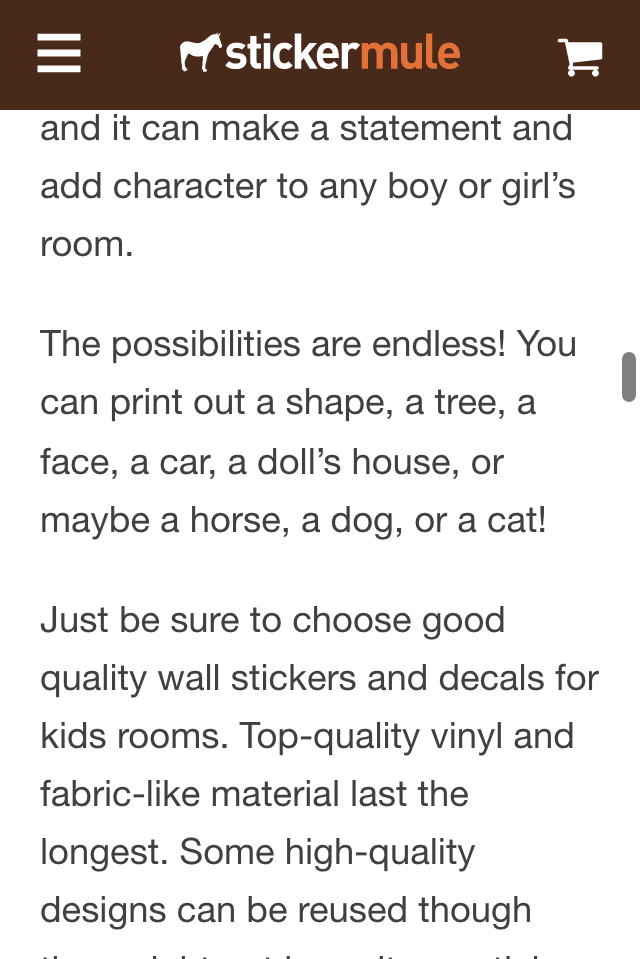 stickermule
and it can make a statement and
add character to any boy or girl’s
room.
The possibilities are endless! You
can print out a shape, a tree, a
face, a car, a doll’s house, or
maybe a horse, a dog, or a cat!
Just be sure to choose good
quality wall stickers and decals for
kids rooms. Top-quality vinyl and
fabric-like material last the
longest. Some high-quality
designs can be reused though